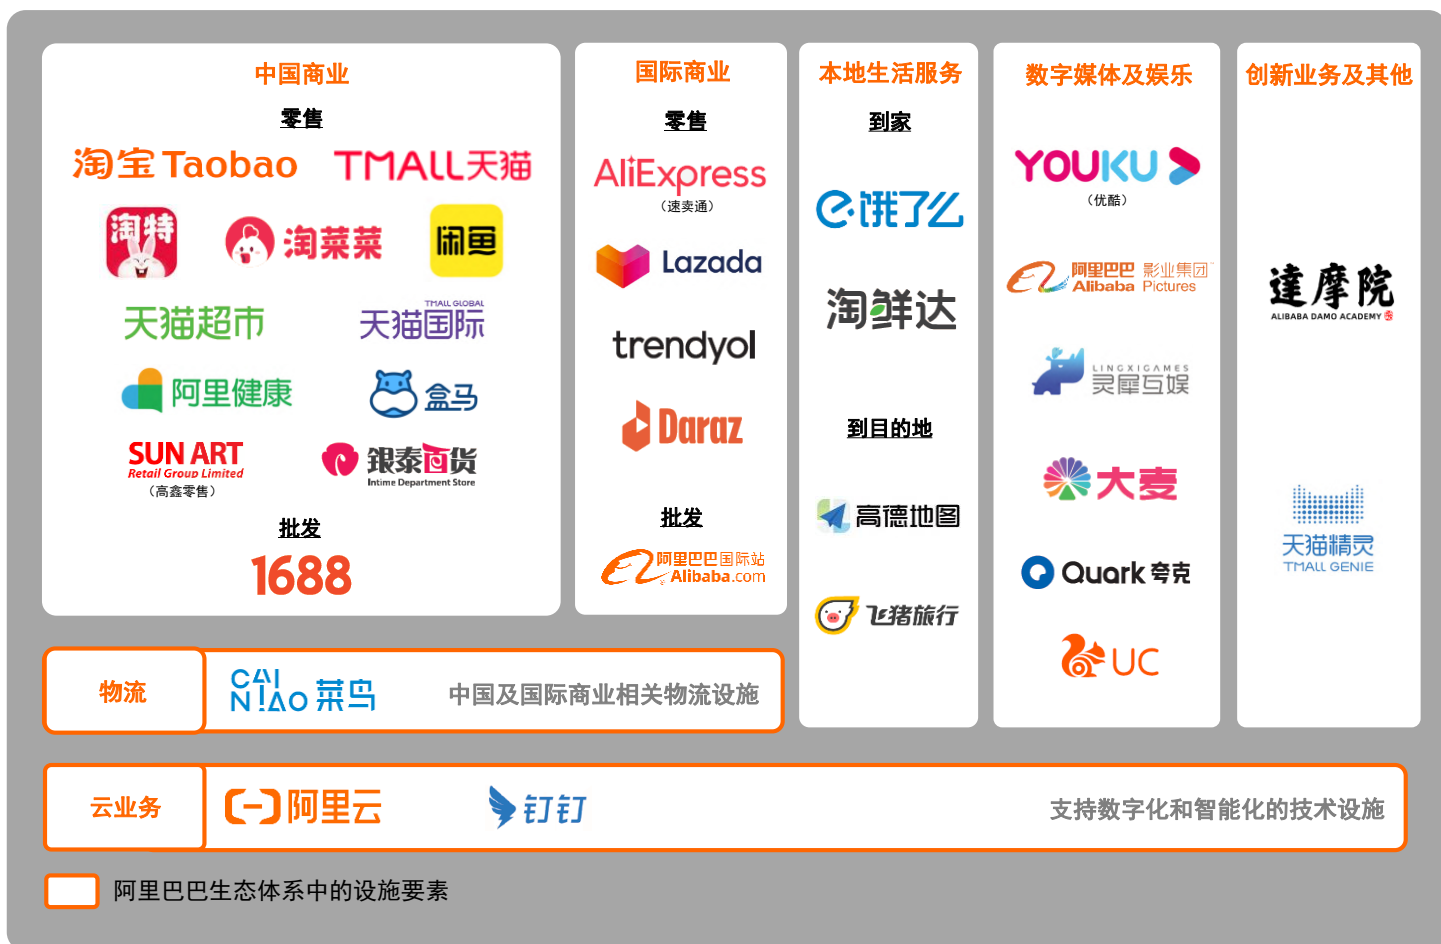 中国商业
零售
淘宝 Taobao
TMALL天猫
淘特
淘菜菜
闲鱼
天猫超市
TMALL GLOBAL
天猫国际
阿里健康
盒马
SUN ART
Retail Group Limited
（高鑫零售）
银泰百货
Intime Department Store
批发
1688
国际商业
零售
AliExpress
（速卖通）
Lazada
trendyol
Daraz
批发
阿里巴巴国际站
Alibaba.com
本地生活服务
到家
饿了么
淘鲜达
到目的地
高德地图
飞猪旅行
数字媒体及娱乐
YOUKU
（优酷）
阿里巴巴 影业集团
Alibaba Pictures
LINGXIGAMES
灵犀互娱
大麦
Quark 夸克
UC
创新业务及其他
達摩院
ALIBABA DAMO ACADEMY
天猫精灵
TMALL GENIE
物流
CAI
NIAO 菜鸟
中国及国际商业相关物流设施
云业务
阿里云
钉钉
支持数字化和智能化的技术设施
阿里巴巴生态体系中的设施要素